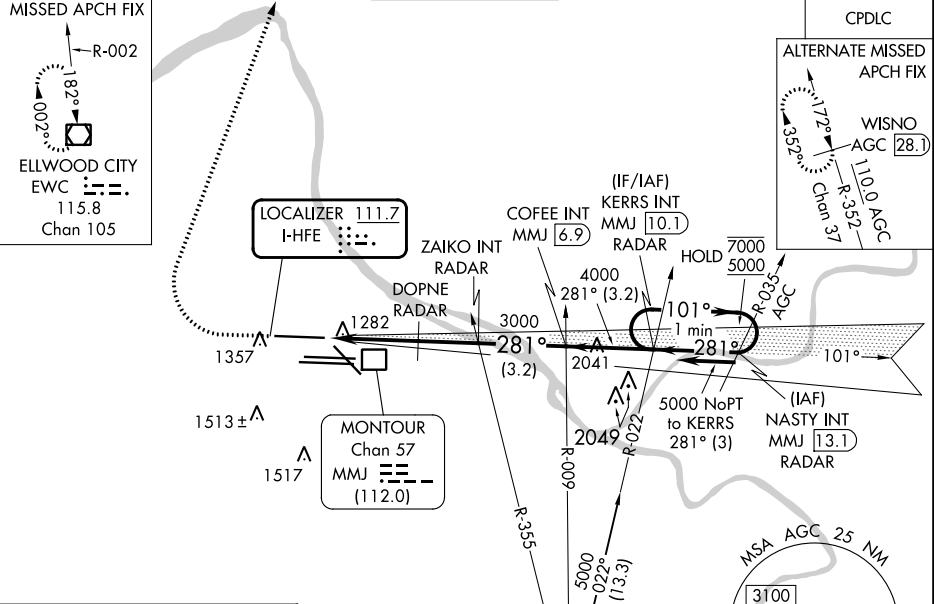 MISSED APCH FIX
R-002
182°
002°
ELLWOOD CITY
EWC
115.8
Chan 105
CPDLC
ALTERNATE MISSED
APCH FIX
172°
352°
WISNO
AGC 28.1
110.0 AGC
Chan 37
R-352
LOCALIZER 111.7
I-HFE
ZAIKO INT
RADAR
DOPNE
RADAR
COFEE INT
MMJ 6.9
(IF/IAF)
KERRS INT
MMJ 10.1
RADAR
HOLD 7000
5000
R-035
AGC
4000
281° (3.2)
101°
1 min
281°
101°
3000
281°
(3.2)
1282
1357
2041
1513 ±
1517
2049
5000 NoPT
to KERRS
281° (3)
(IAF)
NASTY INT
MMJ 13.1
RADAR
MONTOUR
Chan 57
MMJ
(112.0)
R-022
R-009
R-355
5000
022°
(13.3)
MSA AGC 25 NM
3100